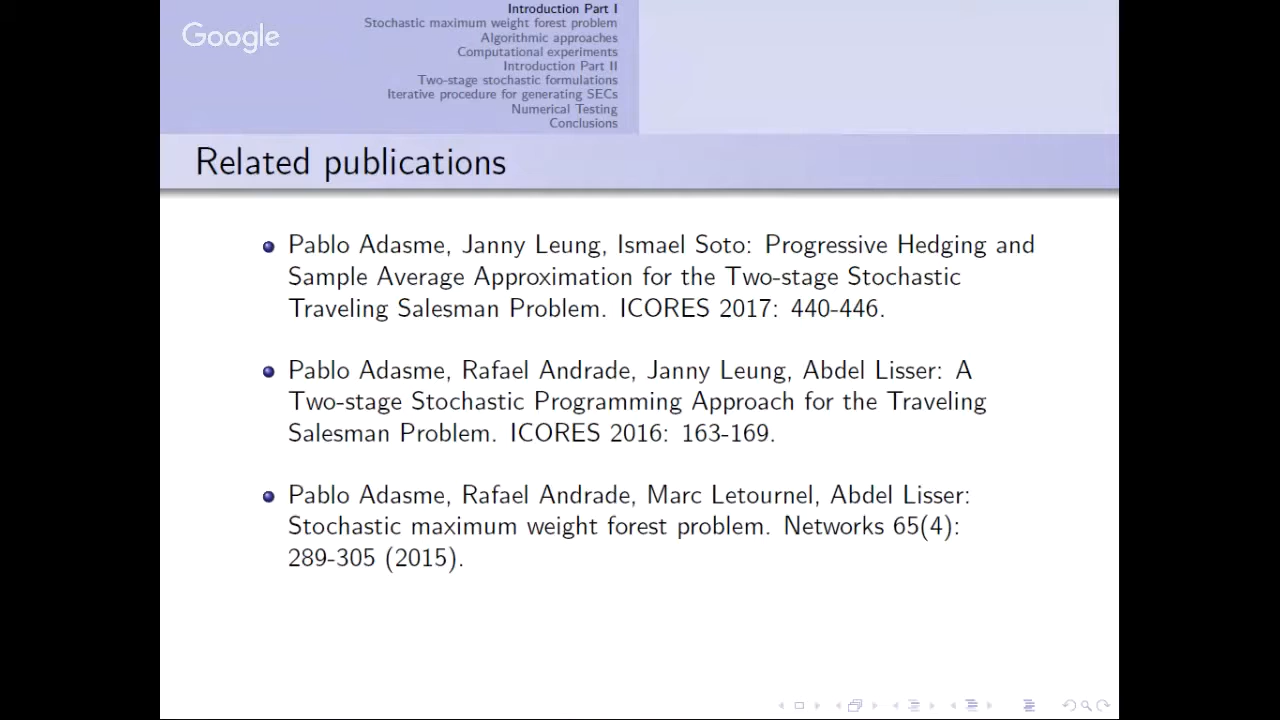 Google
Introduction Part I
Stochastic maximum weight forest problem
Algorithmic approaches
Computational experiments
Introduction Part II
Two-stage stochastic formulations
Iterative procedure for generating SECs
Numerical Testing
Conclusions
Related publications
Pablo Adasme, Janny Leung, Ismael Soto: Progressive Hedging and
Sample Average Approximation for the Two-stage Stochastic
Traveling Salesman Problem. ICORES 2017: 440-446.
Pablo Adasme, Rafael Andrade, Janny Leung, Abdel Lisser: A
Two-stage Stochastic Programming Approach for the Traveling
Salesman Problem. ICORES 2016: 163-169.
Pablo Adasme, Rafael Andrade, Marc Letournel, Abdel Lisser:
Stochastic maximum weight forest problem. Networks 65(4):
289-305 (2015).